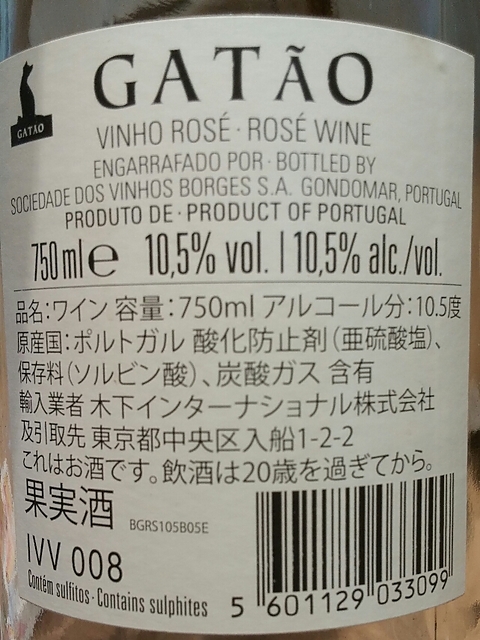 GATÃO
GATÃO
VINHO ROSÉ · ROSÉ WINE
ENGARRAFADO POR · BOTTLED BY
SOCIEDADE DOS VINHOS BORGES S.A. GONDOMAR, PORTUGAL
PRODUTO DE · PRODUCT OF PORTUGAL
750 ml e 10,5% vol. | 10,5% alc./vol.
品名:ワイン 容量:750ml アルコール分:10.5度
原産国:ポルトガル 酸化防止剤(亜硫酸塩)、
保存料(ソルビン酸)、炭酸ガス 含有
輸入業者 木下インターナショナル株式会社
及引取先 東京都中央区入船1-2-2
これはお酒です。飲酒は20歳を過ぎてから。
果実酒 BGRS105B05E
IVV 008
Contém sulfitos · Contains sulphites
5 601129 033099